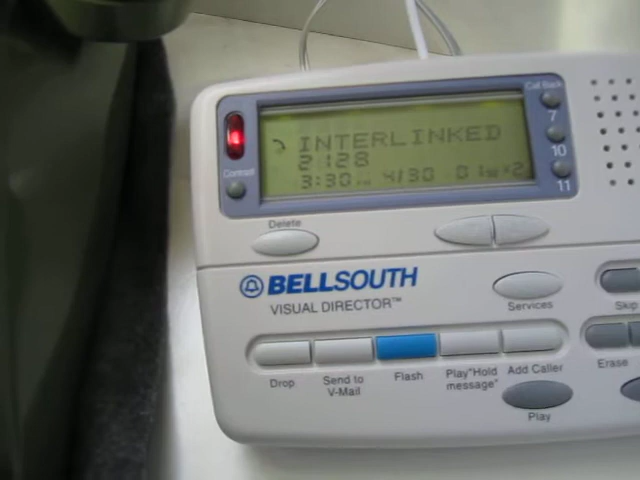 Call Back
7
10
11
Contrast
INTERLINKED
2128
3:30 4/30
Delete
BELLSOUTH
VISUAL DIRECTOR™
Services
Skip
Drop
Send to V-Mail
Flash
Play "Hold message"
Add Caller
Erase
Play